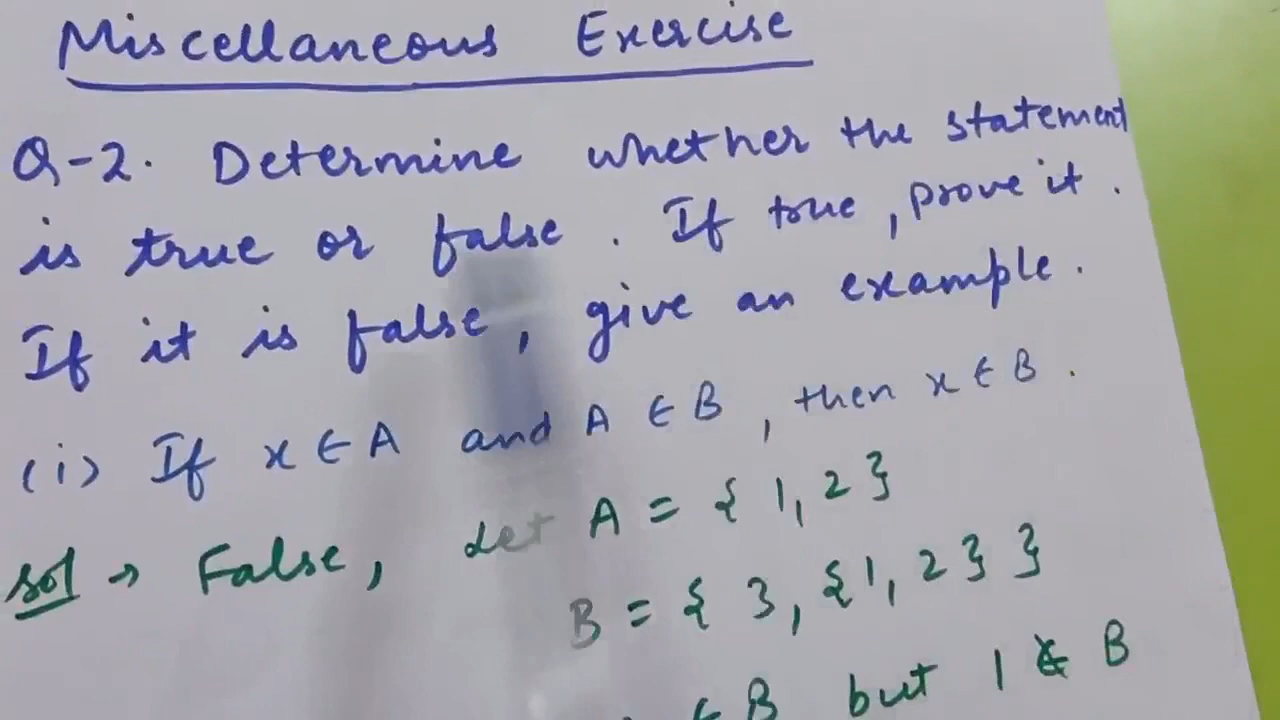 Miscellaneous Exercise
Q-2. Determine whether the statement
is true or false. If true, prove it.
If it is false, give an example.
(i) If x ∈ A and A ∈ B, then x ∈ B.
Sol → False, Let A = { 1, 2 }
B = { 3, { 1, 2 } }
∈ B but 1 ∉ B